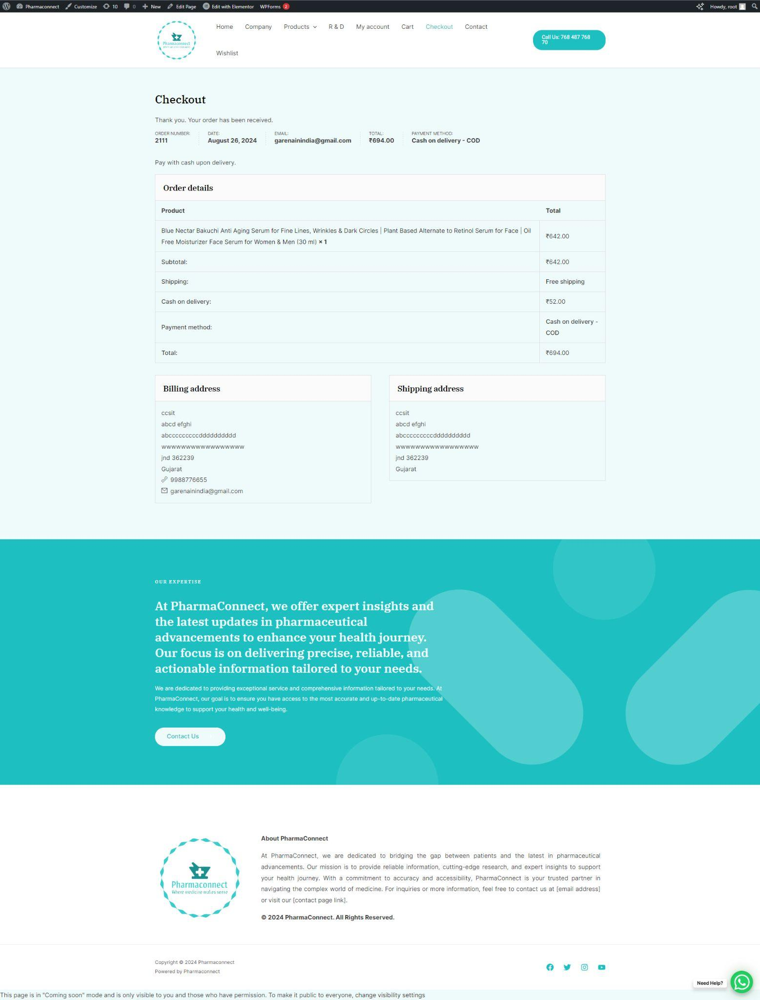 Pharmaconnect Customize 10 0 New Edit Page Edit with Elementor WPForms 2 Howdy, root
Pharmaconnect
Home Company Products R & D My account Cart Checkout Contact
Wishlist
Call Us: 768 487 768
70
Checkout
Thank you. Your order has been received.
ORDER NUMBER: DATE: EMAIL: TOTAL: PAYMENT METHOD:
2111 August 26, 2024 garenainindia@gmail.com ₹694.00 Cash on delivery - COD
Pay with cash upon delivery.
Order details
Product Total
Blue Nectar Bakuchi Anti Aging Serum for Fine Lines, Wrinkles & Dark Circles | Plant Based Alternate to Retinol Serum for Face | Oil
Free Moisturizer Face Serum for Women & Men (30 ml) × 1
₹642.00
Subtotal: ₹642.00
Shipping: Free shipping
Cash on delivery: ₹52.00
Payment method: Cash on delivery -
COD
Total: ₹694.00
Billing address
ccsit
abcd efghi
abcccccccccdddddddddd
wwwwwwwwwwwwwwwww
jnd 362239
Gujarat
9988776655
garenainindia@gmail.com
Shipping address
ccsit
abcd efghi
abcccccccccdddddddddd
wwwwwwwwwwwwwwwww
jnd 362239
Gujarat
OUR EXPERTISE
At PharmaConnect, we offer expert insights and
the latest updates in pharmaceutical
advancements to enhance your health journey.
Our focus is on delivering precise, reliable, and
actionable information tailored to your needs.
We are dedicated to providing exceptional service and comprehensive information tailored to your needs. At
PharmaConnect, our goal is to ensure you have access to the most accurate and up-to-date pharmaceutical
knowledge to support your health and well-being.
Contact Us
Pharmaconnect
Where medicine makes sense
About PharmaConnect
At PharmaConnect, we are dedicated to bridging the gap between patients and the latest in pharmaceutical
advancements. Our mission is to provide reliable information, cutting-edge research, and expert insights to support
your health journey. With a commitment to accuracy and accessibility, PharmaConnect is your trusted partner in
navigating the complex world of medicine. For inquiries or more information, feel free to contact us at [email address]
or visit our [contact page link].
© 2024 PharmaConnect. All Rights Reserved.
Copyright © 2024 Pharmaconnect
Powered by Pharmaconnect
Need Help?
This page is in "Coming soon" mode and is only visible to you and those who have permission. To make it public to everyone, change visibility settings